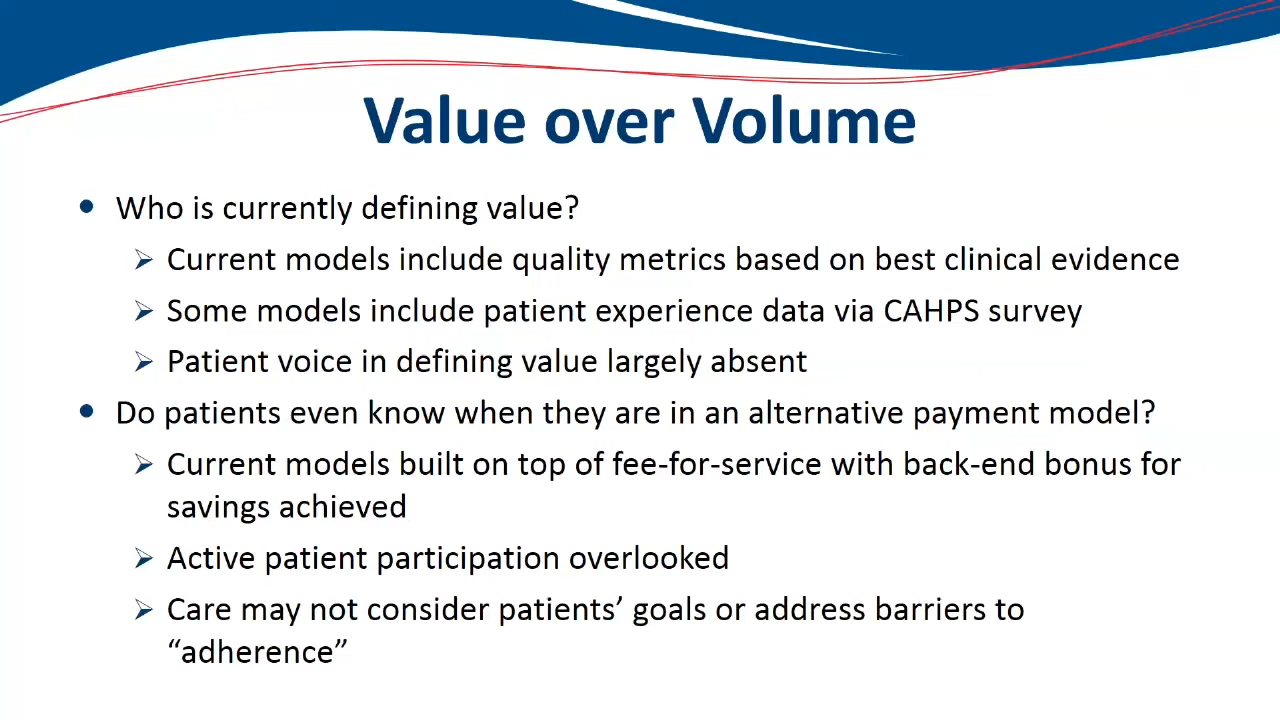 Value over Volume
• Who is currently defining value?
➢ Current models include quality metrics based on best clinical evidence
➢ Some models include patient experience data via CAHPS survey
➢ Patient voice in defining value largely absent
• Do patients even know when they are in an alternative payment model?
➢ Current models built on top of fee-for-service with back-end bonus for
savings achieved
➢ Active patient participation overlooked
➢ Care may not consider patients’ goals or address barriers to
“adherence”